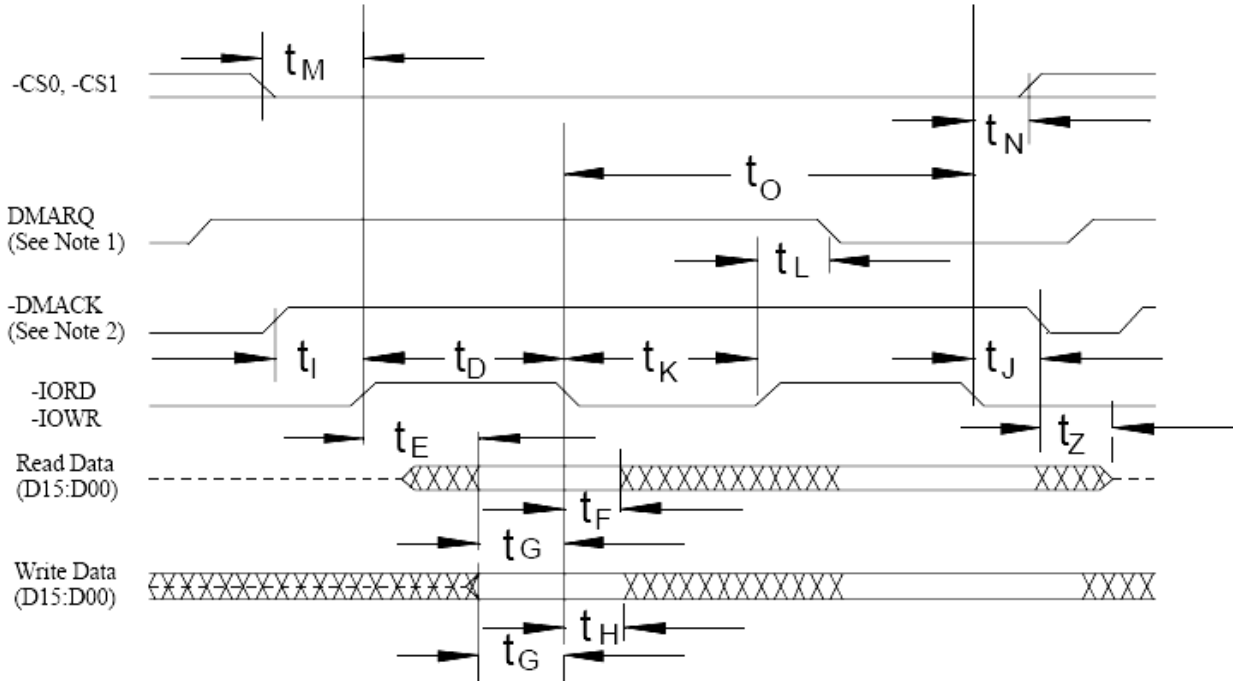 tM
-CS0, -CS1
tN
tO
DMARQ
(See Note 1)
tL
-DMACK
(See Note 2)
tI
tD
tK
tJ
-IORD
-IOWR
tE
tZ
Read Data
(D15:D00)
tF
tG
Write Data
(D15:D00)
tH
tG